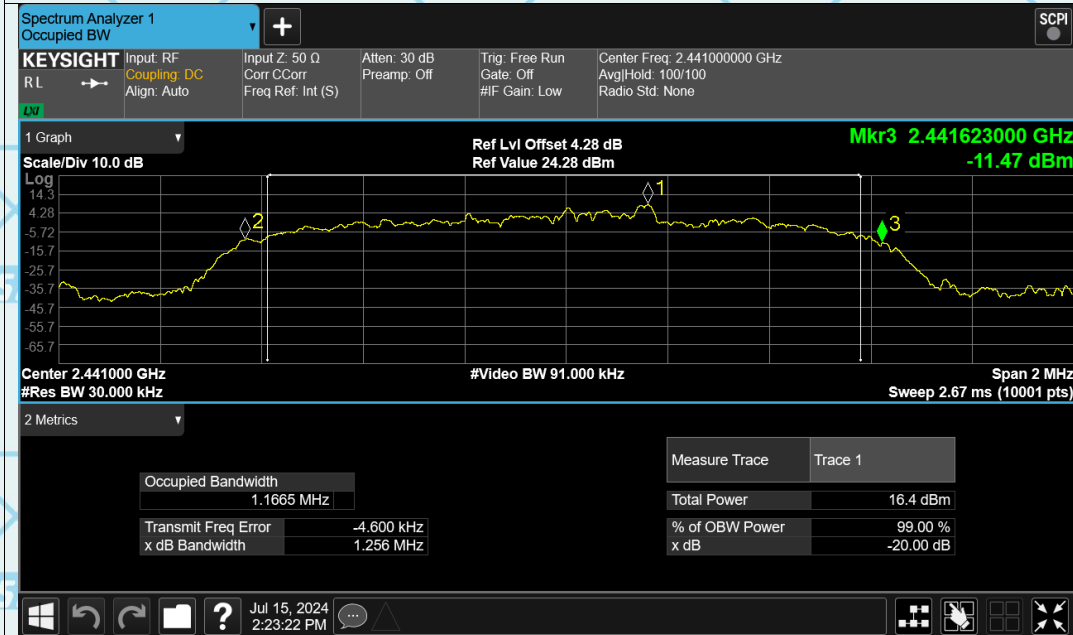 Spectrum Analyzer 1
Occupied BW
+
SCPI
KEYSIGHT
R L
LXI
Input: RF
Coupling: DC
Align: Auto
Input Z: 50 Ω
Corr CCorr
Freq Ref: Int (S)
Atten: 30 dB
Preamp: Off
Trig: Free Run
Gate: Off
#IF Gain: Low
Center Freq: 2.441000000 GHz
Avg|Hold: 100/100
Radio Std: None
1 Graph
Scale/Div 10.0 dB
Ref Lvl Offset 4.28 dB
Ref Value 24.28 dBm
Mkr3 2.441623000 GHz
-11.47 dBm
Log
14.3
4.28
-5.72
-15.7
-25.7
-35.7
-45.7
-55.7
-65.7
2
1
3
Center 2.441000 GHz
#Video BW 91.000 kHz
Span 2 MHz
#Res BW 30.000 kHz
Sweep 2.67 ms (10001 pts)
2 Metrics
Occupied Bandwidth
1.1665 MHz
Transmit Freq Error -4.600 kHz
x dB Bandwidth 1.256 MHz
Measure Trace Trace 1
Total Power 16.4 dBm
% of OBW Power 99.00 %
x dB -20.00 dB
?
Jul 15, 2024
2:23:22 PM